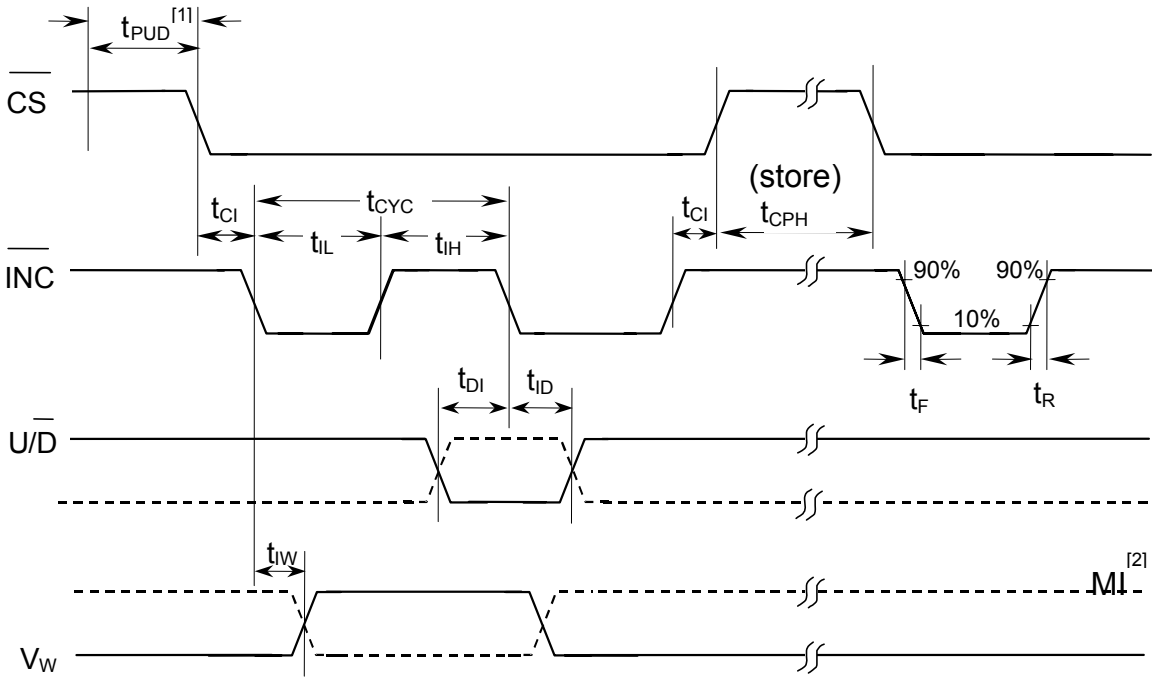 tPUD[1]
CS
(store)
tCI tCYC tCI tCPH
tIL tIH
INC 90% 90%
10%
tDI tID tF tR
U/D
tIW
MI[2]
VW